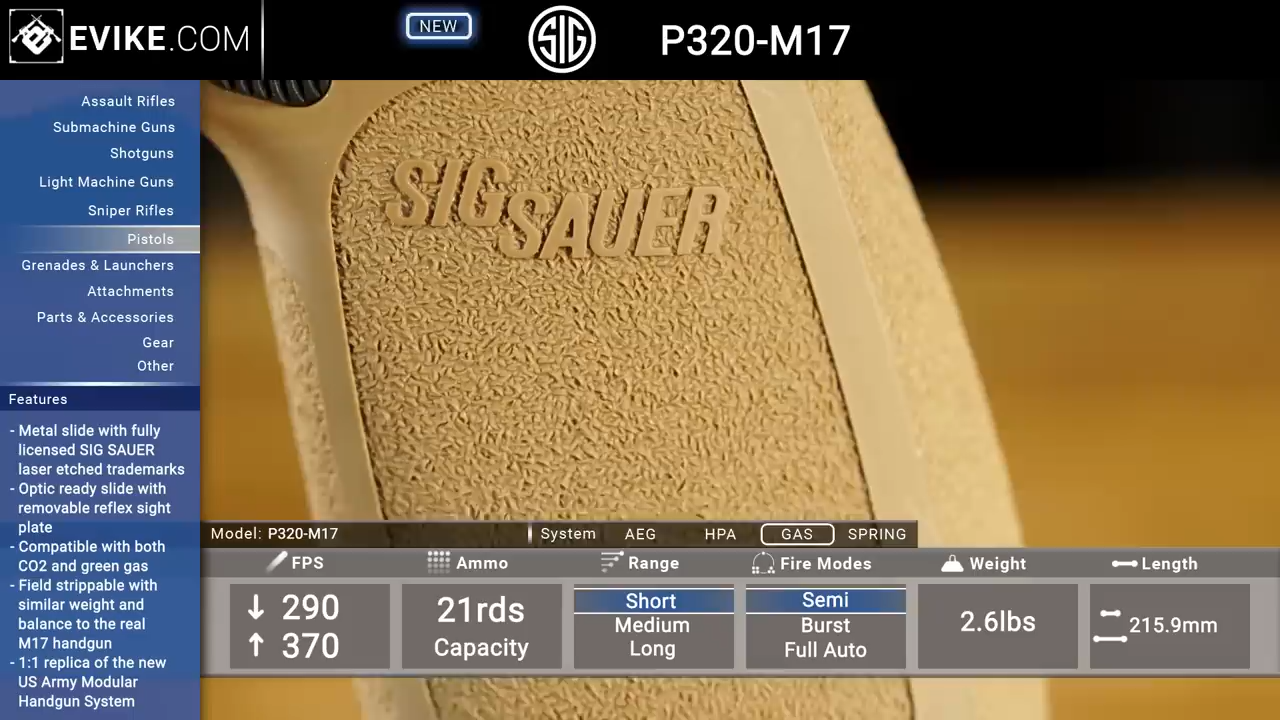 EVIKE.COM
NEW
SIG
P320-M17
Assault Rifles
Submachine Guns
Shotguns
Light Machine Guns
Sniper Rifles
Pistols
Grenades & Launchers
Attachments
Parts & Accessories
Gear
Other
Features
- Metal slide with fully
licensed SIG SAUER
laser etched trademarks
- Optic ready slide with
removable reflex sight
plate
- Compatible with both
CO2 and green gas
- Field strippable with
similar weight and
balance to the real
M17 handgun
- 1:1 replica of the new
US Army Modular
Handgun System
SIG SAUER
Model: P320-M17
System AEG HPA GAS SPRING
FPS Ammo Range Fire Modes Weight Length
↓ 290
↑ 370
21rds
Capacity
Short
Medium
Long
Semi
Burst
Full Auto
2.6lbs
215.9mm